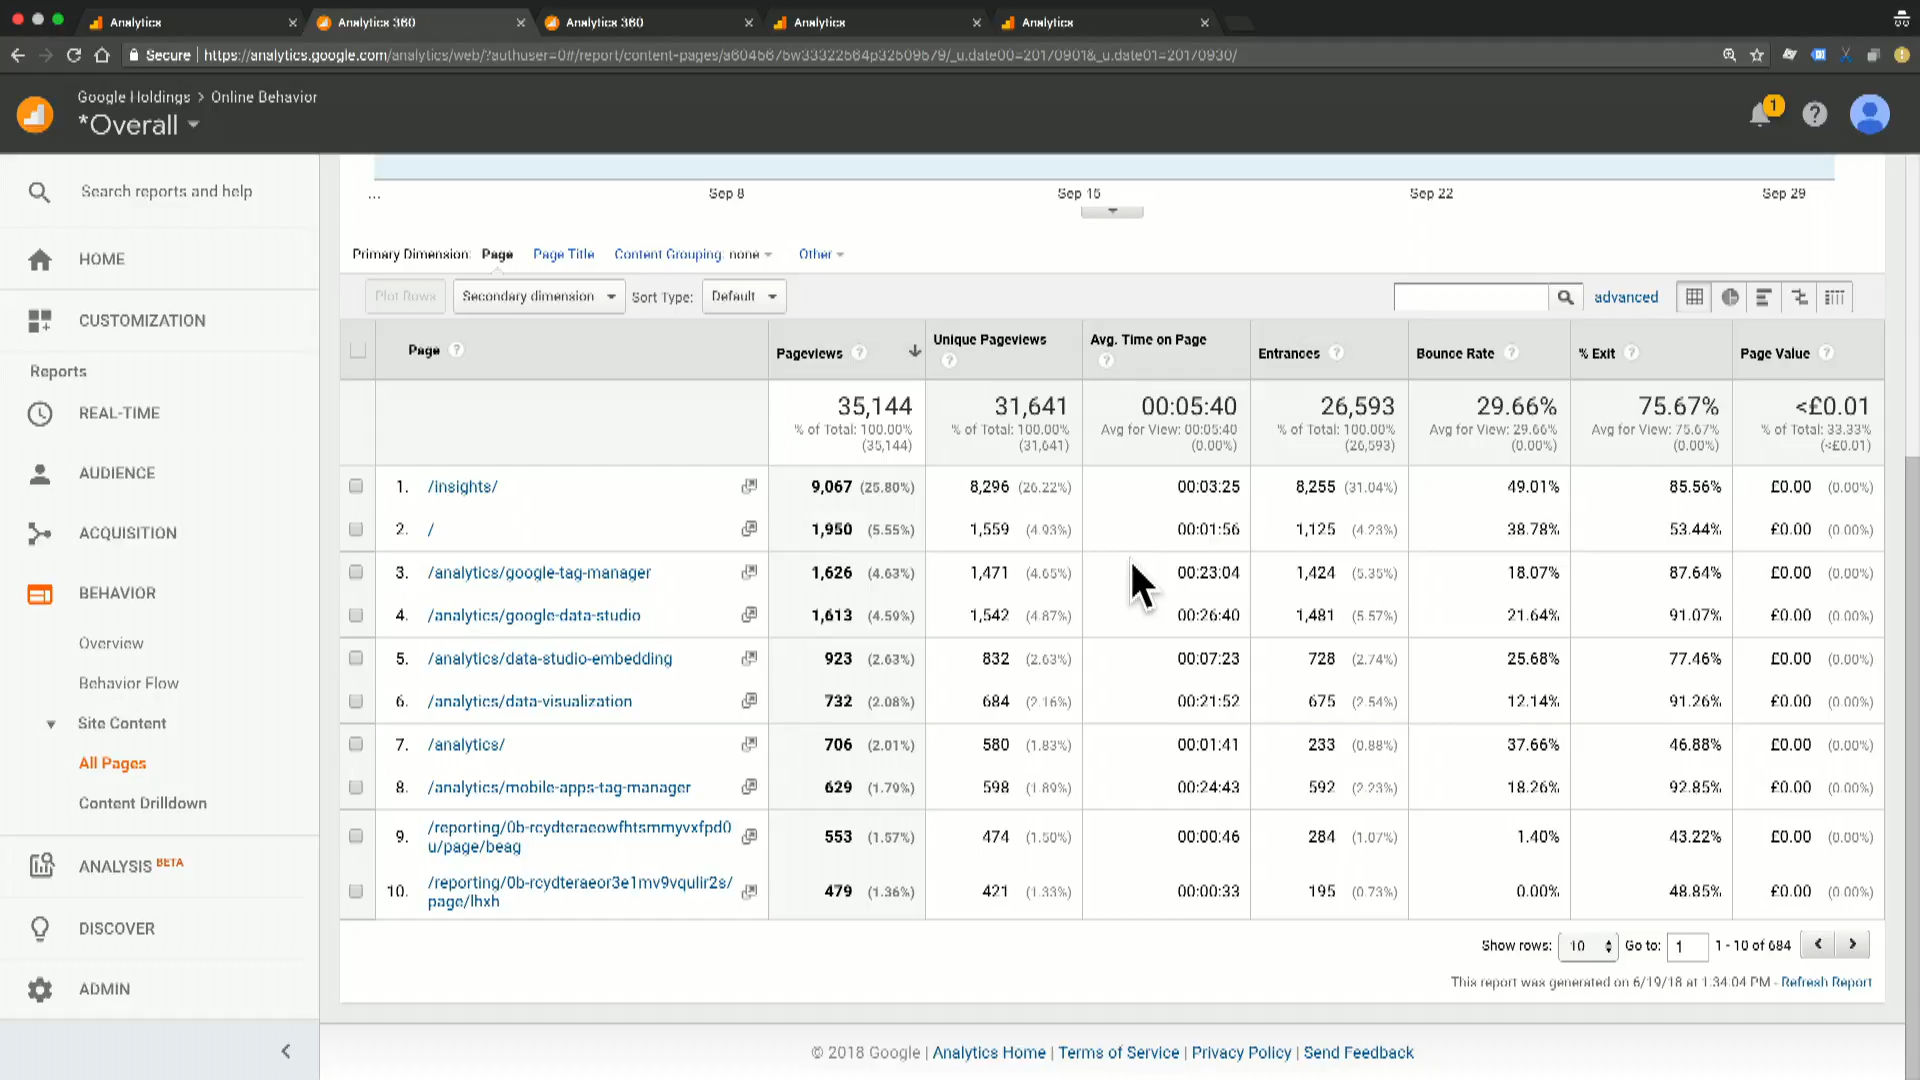 Analytics
Analytics 360
Analytics 360
Analytics
Analytics
Secure
Google Holdings > Online Behavior
*Overall
1
Search reports and help
HOME
CUSTOMIZATION
Reports
REAL-TIME
AUDIENCE
ACQUISITION
BEHAVIOR
Overview
Behavior Flow
Site Content
All Pages
Content Drilldown
ANALYSIS BETA
DISCOVER
ADMIN
... Sep 8 Sep 15 Sep 22 Sep 29
Primary Dimension: Page Page Title Content Grouping: none Other
Plot Rows Secondary dimension Sort Type: Default advanced
Page Pageviews Unique Pageviews Avg. Time on Page Entrances Bounce Rate % Exit Page Value
35,144 31,641 00:05:40 26,593 29.66% 75.67% <£0.01
% of Total: 100.00% % of Total: 100.00% Avg for View: 00:05:40 % of Total: 100.00% Avg for View: 29.66% Avg for View: 75.67% % of Total: 33.33%
(35,144) (31,641) (0.00%) (26,593) (0.00%) (0.00%) (<£0.01)
1. /insights/ 9,067 (25.80%) 8,296 (26.22%) 00:03:25 8,255 (31.04%) 49.01% 85.56% £0.00 (0.00%)
2. / 1,950 (5.55%) 1,559 (4.93%) 00:01:56 1,125 (4.23%) 38.78% 53.44% £0.00 (0.00%)
3. /analytics/google-tag-manager 1,626 (4.63%) 1,471 (4.65%) 00:23:04 1,424 (5.35%) 18.07% 87.64% £0.00 (0.00%)
4. /analytics/google-data-studio 1,613 (4.59%) 1,542 (4.87%) 00:26:40 1,481 (5.57%) 21.64% 91.07% £0.00 (0.00%)
5. /analytics/data-studio-embedding 923 (2.63%) 832 (2.63%) 00:07:23 728 (2.74%) 25.68% 77.46% £0.00 (0.00%)
6. /analytics/data-visualization 732 (2.08%) 684 (2.16%) 00:21:52 675 (2.54%) 12.14% 91.26% £0.00 (0.00%)
7. /analytics/ 706 (2.01%) 580 (1.83%) 00:01:41 233 (0.88%) 37.66% 46.88% £0.00 (0.00%)
8. /analytics/mobile-apps-tag-manager 629 (1.79%) 598 (1.89%) 00:24:43 592 (2.23%) 18.26% 92.85% £0.00 (0.00%)
9. 553 (1.57%) 474 (1.50%) 00:00:46 284 (1.07%) 1.40% 43.22% £0.00 (0.00%)
u/page/beag
10. 479 (1.36%) 421 (1.33%) 00:00:33 195 (0.73%) 0.00% 48.85% £0.00 (0.00%)
page/lhxh
Show rows: 10 Go to: 1 1 - 10 of 684
This report was generated on 6/19/18 at 1:34:04 PM - Refresh Report
© 2018 Google | Analytics Home | Terms of Service | Privacy Policy | Send Feedback